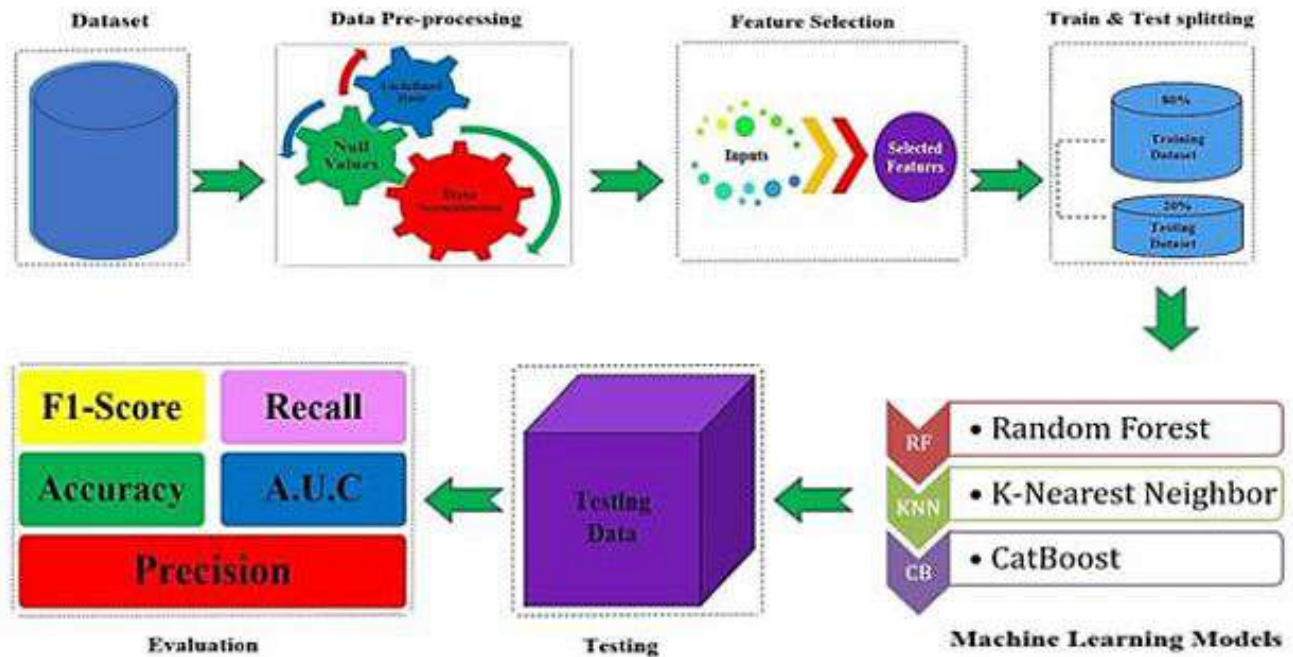 Dataset
Data Pre-processing
Feature Selection
Train & Test splitting
Null
Values
Data
Inputs
Selected
Features
80%
Training
Dataset
20%
Testing
Dataset
RF
• Random Forest
KNN
• K-Nearest Neighbor
CB
• CatBoost
Machine Learning Models
Testing
Data
Testing
F1-Score
Recall
Accuracy
A.U.C
Precision
Evaluation